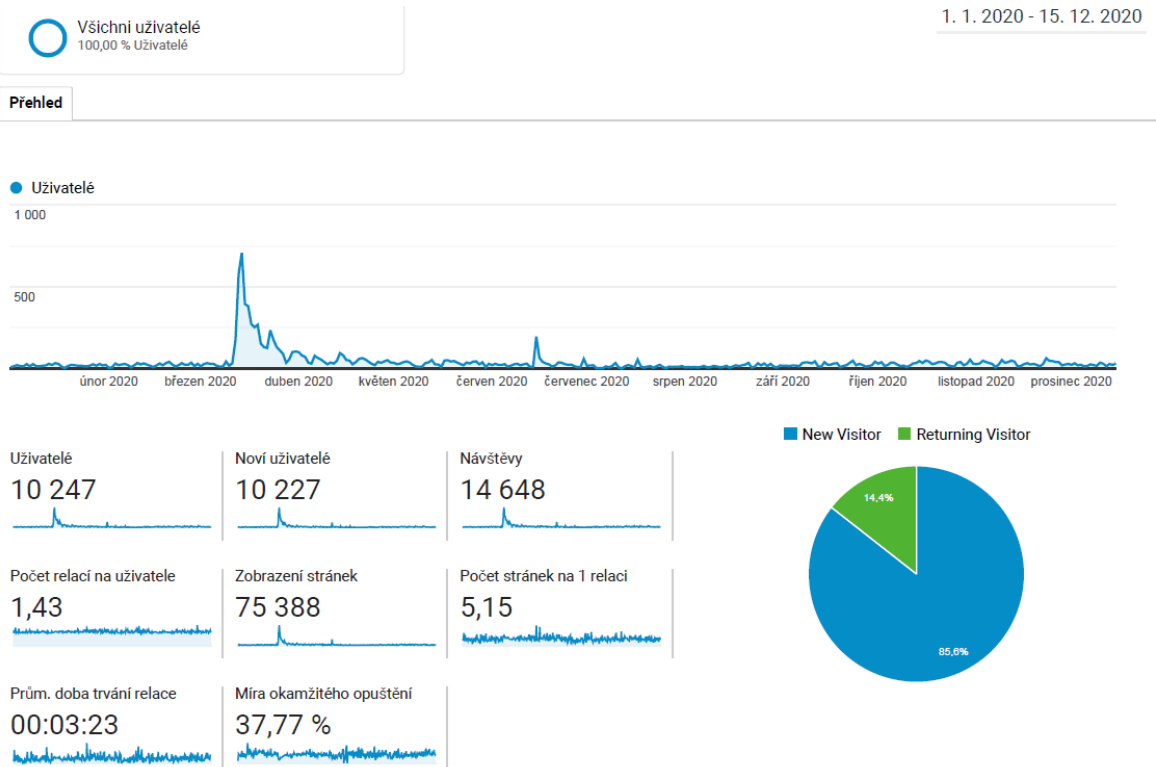 Všichni uživatelé
100,00 % Uživatelé
1. 1. 2020 - 15. 12. 2020
Přehled
Uživatelé
1 000
500
únor 2020 březen 2020 duben 2020 květen 2020 červen 2020 červenec 2020 srpen 2020 září 2020 říjen 2020 listopad 2020 prosinec 2020
New Visitor Returning Visitor
Uživatelé Noví uživatelé Návštěvy
10 247 10 227 14 648
14,4%
Počet relací na uživatele Zobrazení stránek Počet stránek na 1 relaci
1,43 75 388 5,15
85,6%
Prům. doba trvání relace Míra okamžitého opuštění
00:03:23 37,77 %